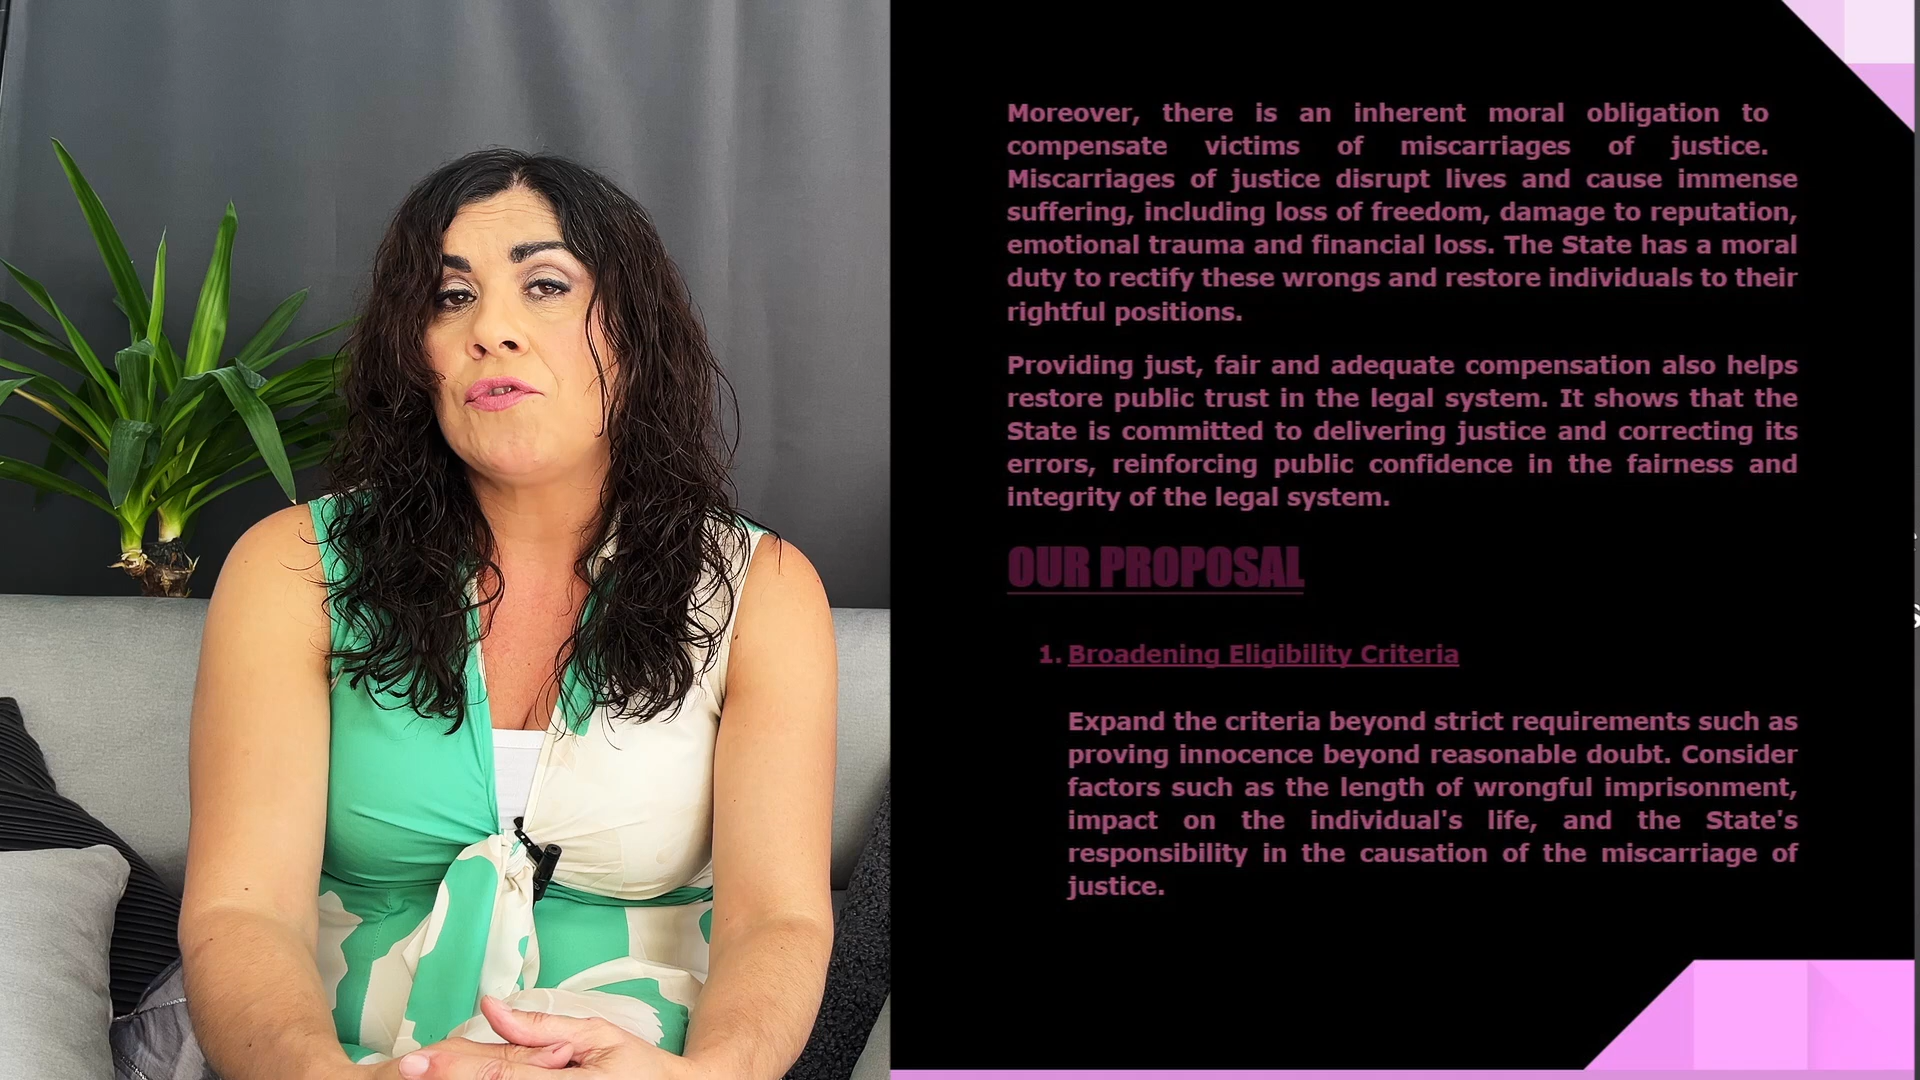 Moreover, there is an inherent moral obligation to
compensate victims of miscarriages of justice.
Miscarriages of justice disrupt lives and cause immense
suffering, including loss of freedom, damage to reputation,
emotional trauma and financial loss. The State has a moral
duty to rectify these wrongs and restore individuals to their
rightful positions.
Providing just, fair and adequate compensation also helps
restore public trust in the legal system. It shows that the
State is committed to delivering justice and correcting its
errors, reinforcing public confidence in the fairness and
integrity of the legal system.
OUR PROPOSAL
1. Broadening Eligibility Criteria
Expand the criteria beyond strict requirements such as
proving innocence beyond reasonable doubt. Consider
factors such as the length of wrongful imprisonment,
impact on the individual's life, and the State's
responsibility in the causation of the miscarriage of
justice.